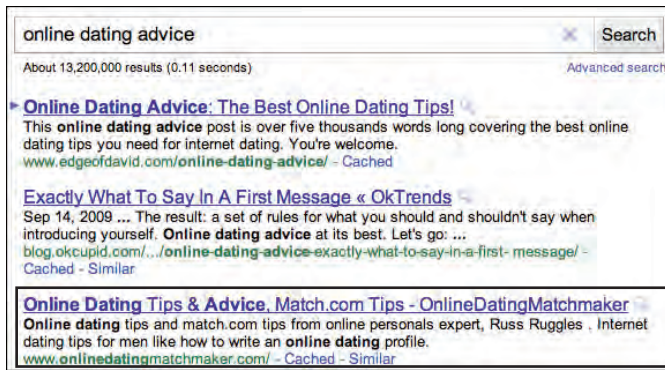 online dating advice
Search
About 13,200,000 results (0.11 seconds)
Advanced search
Online Dating Advice: The Best Online Dating Tips!
This online dating advice post is over five thousands words long covering the best online
dating tips you need for internet dating. You're welcome.
www.edgeofdavid.com/online-dating-advice/ - Cached
Exactly What To Say In A First Message « OkTrends
Sep 14, 2009 ... The result: a set of rules for what you should and shouldn't say when
introducing yourself. Online dating advice at its best. Let's go: ...
blog.okcupid.com/.../online-dating-advice-exactly-what-to-say-in-a-first- message/ -
Cached - Similar
Online Dating Tips & Advice, Match.com Tips - OnlineDatingMatchmaker
Online dating tips and match.com tips from online personals expert, Russ Ruggles . Internet
dating tips for men like how to write an online dating profile.
www.onlinedatingmatchmaker.com/ - Cached - Similar